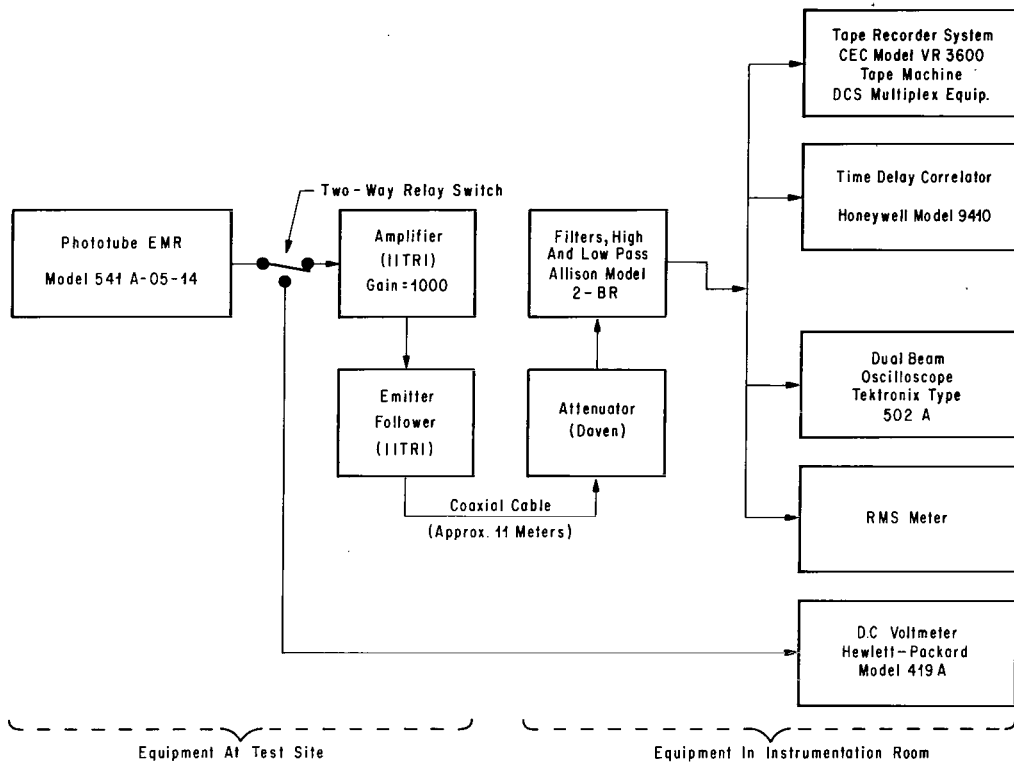 Tape Recorder System
CEC Model VR 3600
Tape Machine
DCS Multiplex Equip.
Time Delay Correlator
Honeywell Model 9410
Two-Way Relay Switch
Phototube EMR
Model 541 A-05-14
Amplifier
(IITRI)
Gain=1000
Filters, High
And Low Pass
Allison Model
2-BR
Emitter
Follower
(IITRI)
Attenuator
(Daven)
Dual Beam
Oscilloscope
Tektronix Type
502 A
Coaxial Cable
(Approx. 11 Meters)
RMS Meter
D.C Voltmeter
Hewlett-Packard
Model 419A
Equipment At Test Site
Equipment In Instrumentation Room